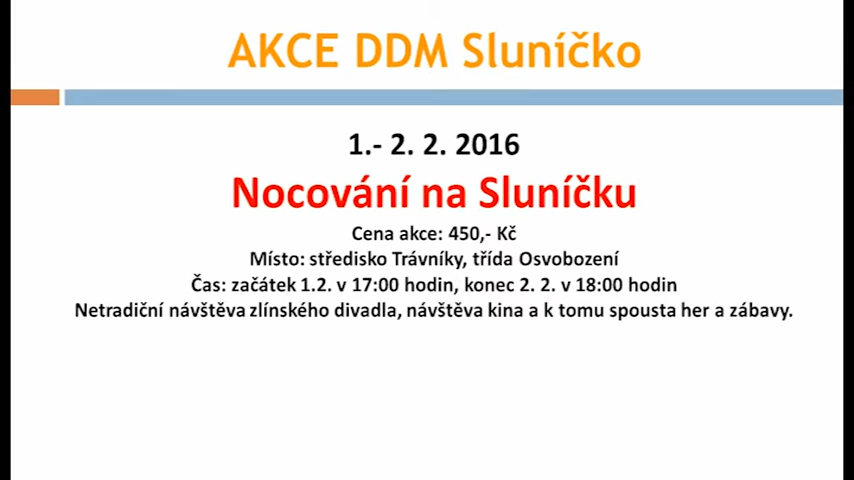 AKCE DDM Sluníčko
1.- 2. 2. 2016
Nocování na Sluníčku
Cena akce: 450,- Kč
Místo: středisko Trávníky, třída Osvobození
Čas: začátek 1.2. v 17:00 hodin, konec 2. 2. v 18:00 hodin
Netradiční návštěva zlínského divadla, návštěva kina a k tomu spousta her a zábavy.